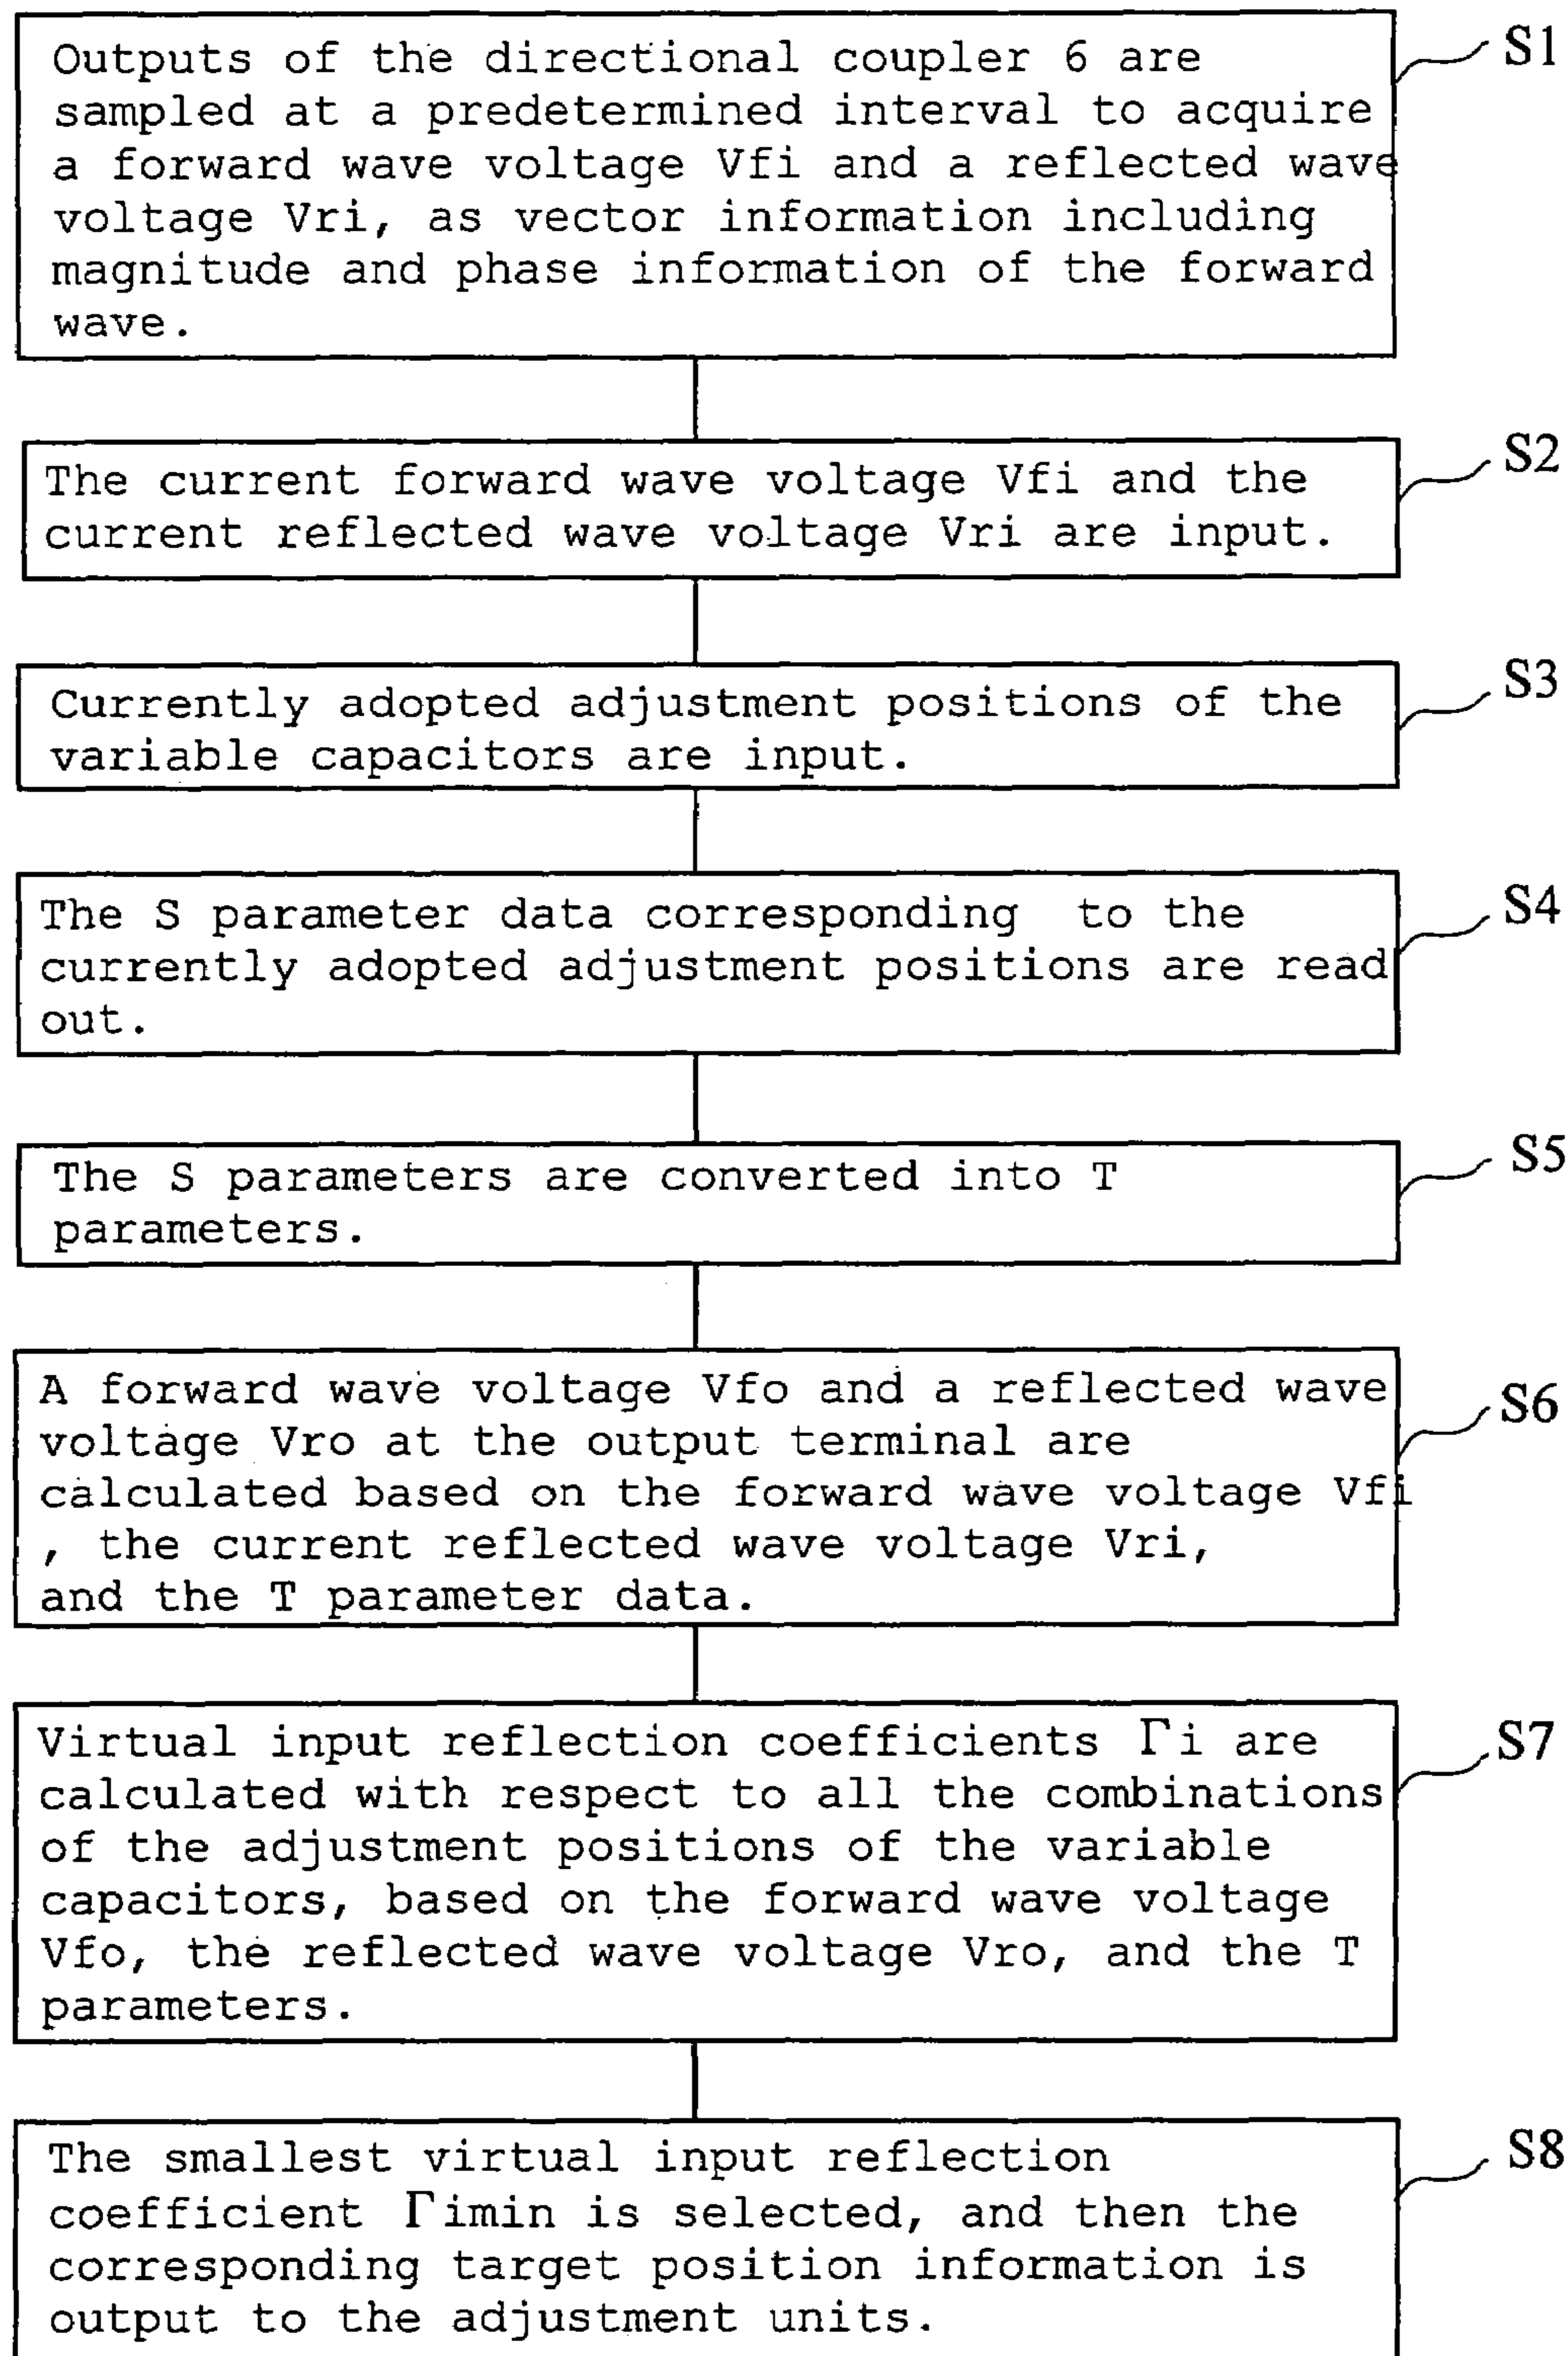 Outputs of the directional coupler 6 are
sampled at a predetermined interval to acquire
a forward wave voltage Vfi and a reflected wave
voltage Vri, as vector information including
magnitude and phase information of the forward
wave.
S1
The current forward wave voltage Vfi and the
current reflected wave voltage Vri are input.
S2
Currently adopted adjustment positions of the
variable capacitors are input.
S3
The S parameter data corresponding to the
currently adopted adjustment positions are read
out.
S4
The S parameters are converted into T
parameters.
S5
A forward wave voltage Vfo and a reflected wave
voltage Vro at the output terminal are
calculated based on the forward wave voltage Vfi
, the current reflected wave voltage Vri,
and the T parameter data.
S6
Virtual input reflection coefficients Γi are
calculated with respect to all the combinations
of the adjustment positions of the variable
capacitors, based on the forward wave voltage
Vfo, the reflected wave voltage Vro, and the T
parameters.
S7
The smallest virtual input reflection
coefficient Γimin is selected, and then the
corresponding target position information is
output to the adjustment units.
S8